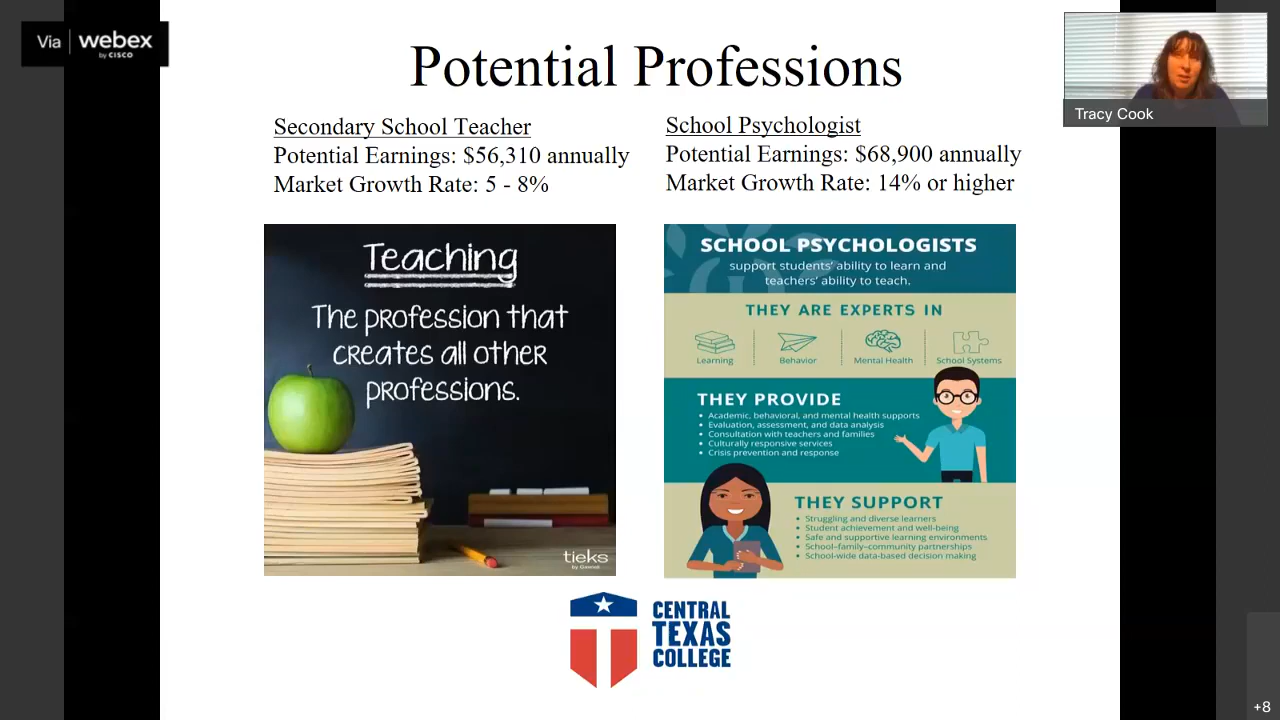 Via webex
by CISCO
Potential Professions
Tracy Cook
Secondary School Teacher
Potential Earnings: $56,310 annually
Market Growth Rate: 5 - 8%
School Psychologist
Potential Earnings: $68,900 annually
Market Growth Rate: 14% or higher
Teaching
The profession that
creates all other
professions.
tieks
by
SCHOOL PSYCHOLOGISTS
support students' ability to learn and
teachers' ability to teach.
THEY ARE EXPERTS IN
Learning Behavior Mental Health School Systems
THEY PROVIDE
• Academic, behavioral, and mental health supports
• Evaluation, assessment, and data analysis
• Consultation with teachers and families
• Culturally responsive services
• Crisis prevention and response
THEY SUPPORT
• Struggling and diverse learners
• Student achievement and well-being
• Safe and supportive learning environments
• School–family–community partnerships
• School-wide data-based decision making
CENTRAL
TEXAS
COLLEGE
+8